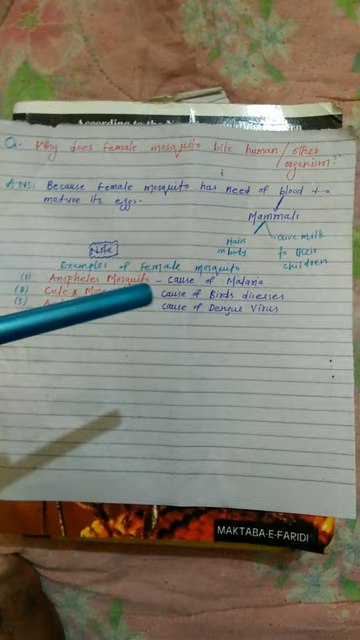 According to the N
Q. Why does female mosquito bite human / other
organism?
Ans: Because female mosquito has need of blood to
mature its eggs.
Mammals
Hair
in body
Note
give milk
to their
children
Examples of female mosquito
(1) Anopheles Mosquito - cause of Malaria
(2) Culex Mos cause of Birds diseases
(3) cause of Dengue Virus
MAKTABA-E-FARIDI